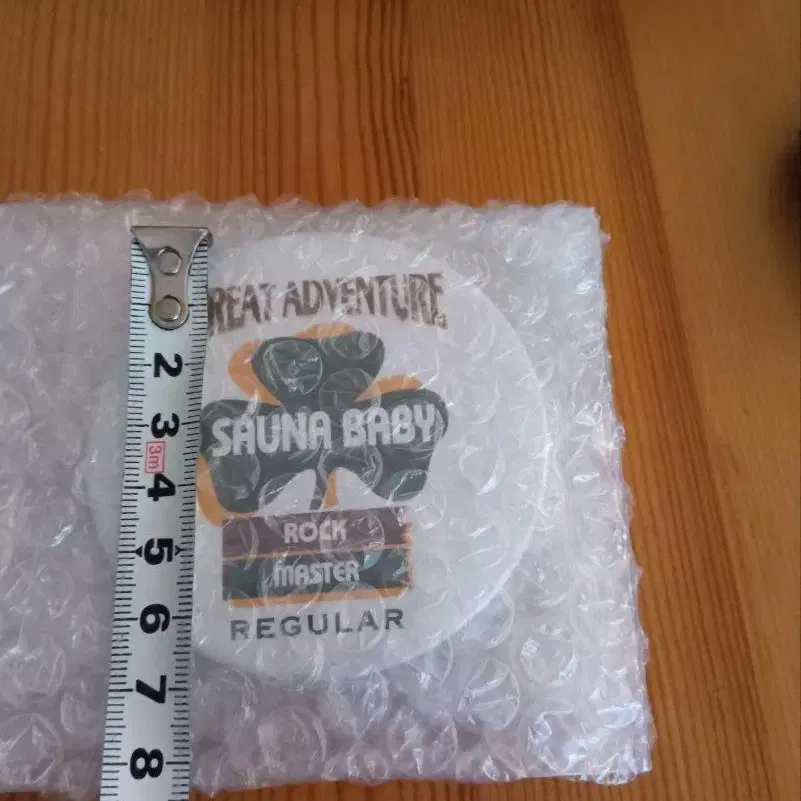 REAT ADVENTURE
SAUNA BABY
ROCK
MASTER
REGULAR
2
3
3m
4
5
6
7
8